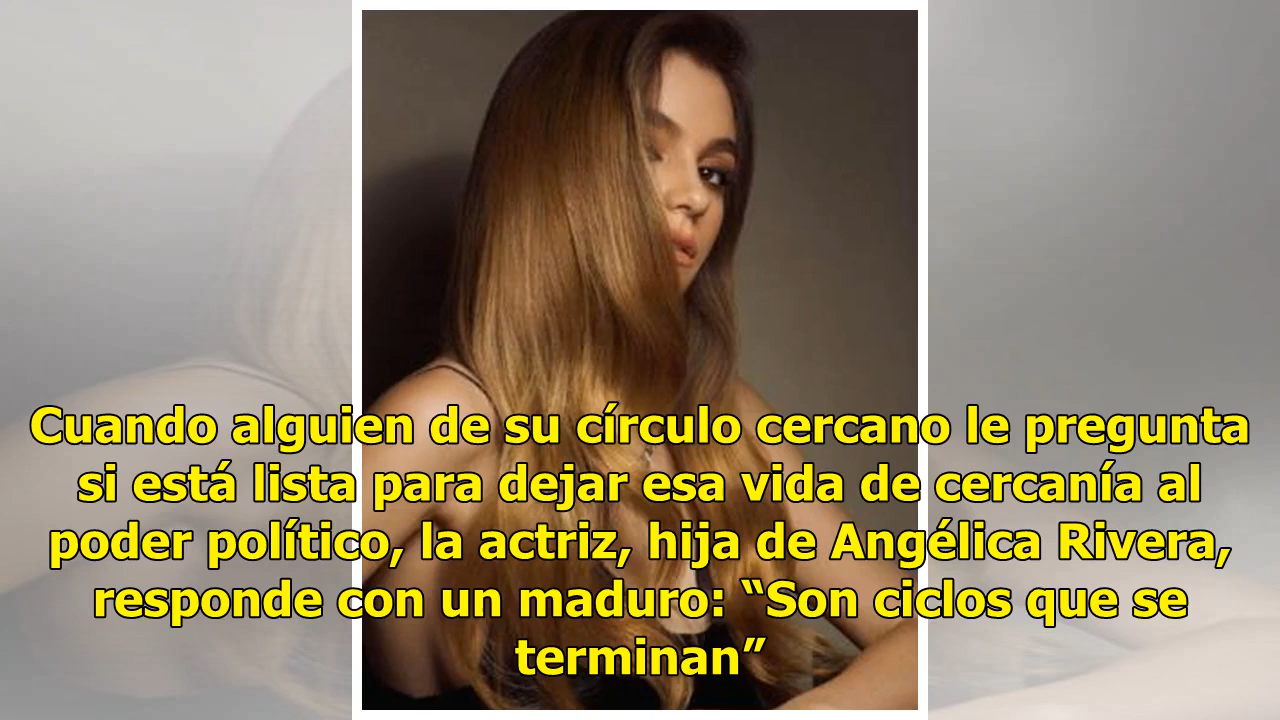 Cuando alguien de su círculo cercano le pregunta
si está lista para dejar esa vida de cercanía al
poder político, la actriz, hija de Angélica Rivera,
responde con un maduro: “Son ciclos que se
terminan”